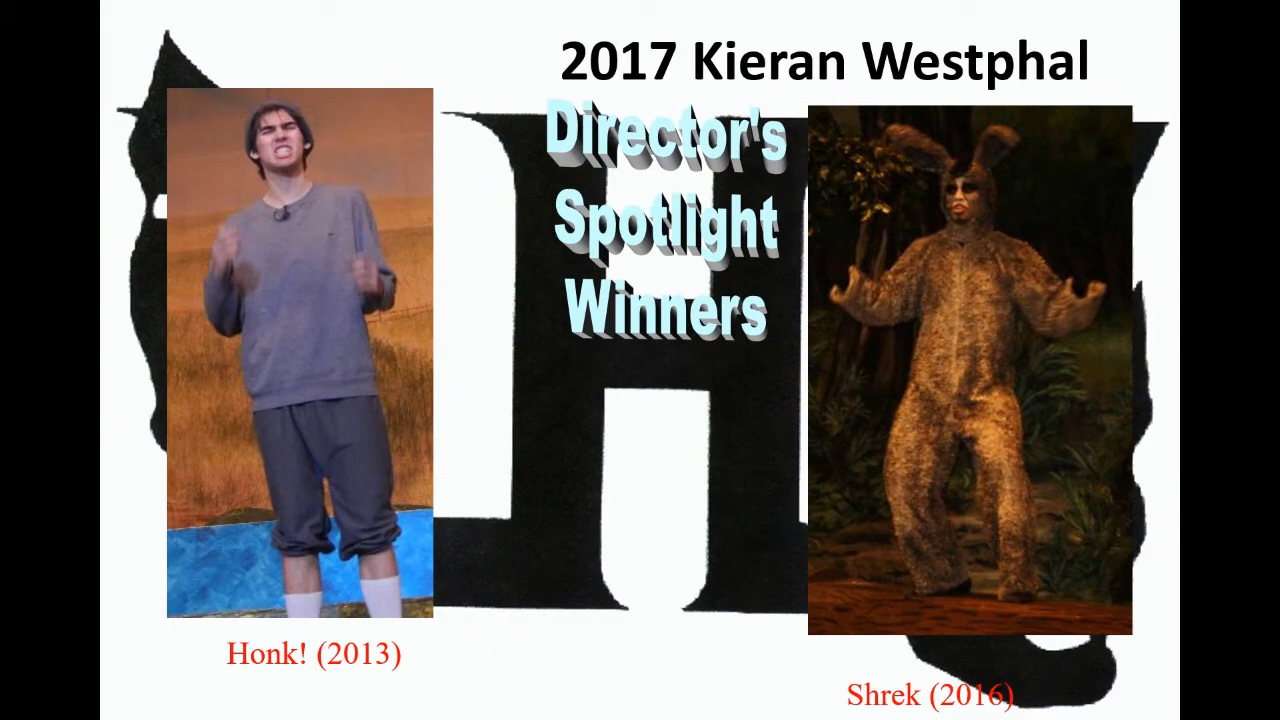 2017 Kieran Westphal
Director's
Spotlight
Winners
Honk! (2013)
Shrek (2016)